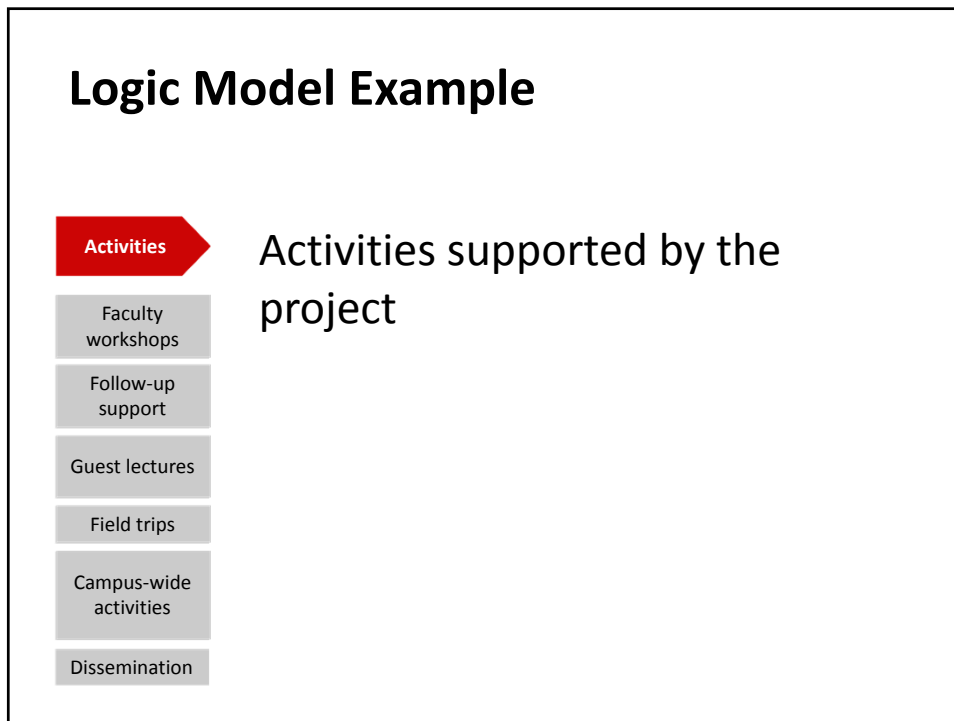 Logic Model Example
Activities
Activities supported by the
project
Faculty
workshops
Follow-up
support
Guest lectures
Field trips
Campus-wide
activities
Dissemination